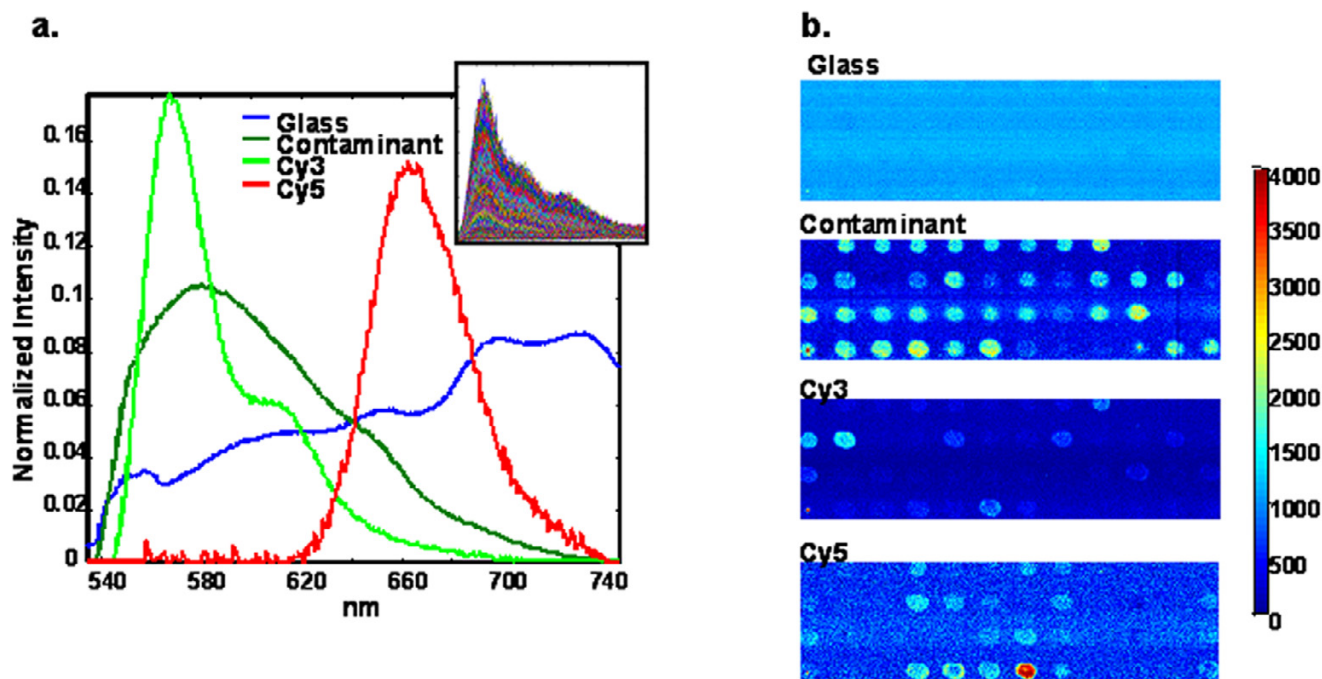 a.
0.16
0.14
0.12
0.1
0.08
0.06
0.04
0.02
0
Normalized Intensity
Glass
Contaminant
Cy3
Cy5
540 580 620 660 700 740
nm
b.
Glass
Contaminant
Cy3
Cy5
4000
3500
3000
2500
2000
1500
1000
500
0